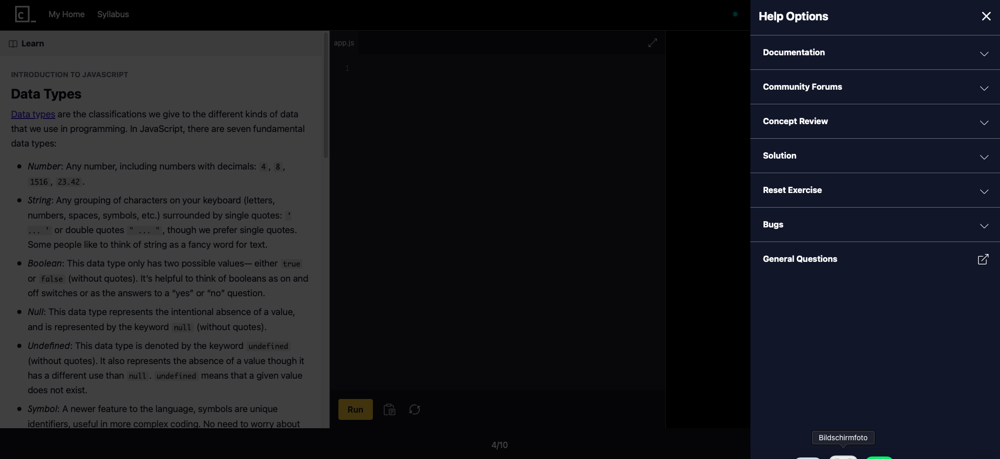 My Home Syllabus
Help Options
Learn
app.js
INTRODUCTION TO JAVASCRIPT
Data Types
Data types are the classifications we give to the different kinds of data
that we use in programming. In JavaScript, there are seven fundamental
data types:
Number: Any number, including numbers with decimals: 4, 8,
1516, 23.42.
String: Any grouping of characters on your keyboard (letters,
numbers, spaces, symbols, etc.) surrounded by single quotes: '
... ' or double quotes " ... ", though we prefer single quotes.
Some people like to think of string as a fancy word for text.
Boolean: This data type only has two possible values— either true
or false (without quotes). It’s helpful to think of booleans as on and
off switches or as the answers to a “yes” or “no” question.
Null: This data type represents the intentional absence of a value,
and is represented by the keyword null (without quotes).
Undefined: This data type is denoted by the keyword undefined
(without quotes). It also represents the absence of a value though it
has a different use than null. undefined means that a given value
does not exist.
Symbol: A newer feature to the language, symbols are unique
identifiers, useful in more complex coding. No need to worry about
1
Run
4/10
Documentation
Community Forums
Concept Review
Solution
Reset Exercise
Bugs
General Questions
Bildschirmfoto